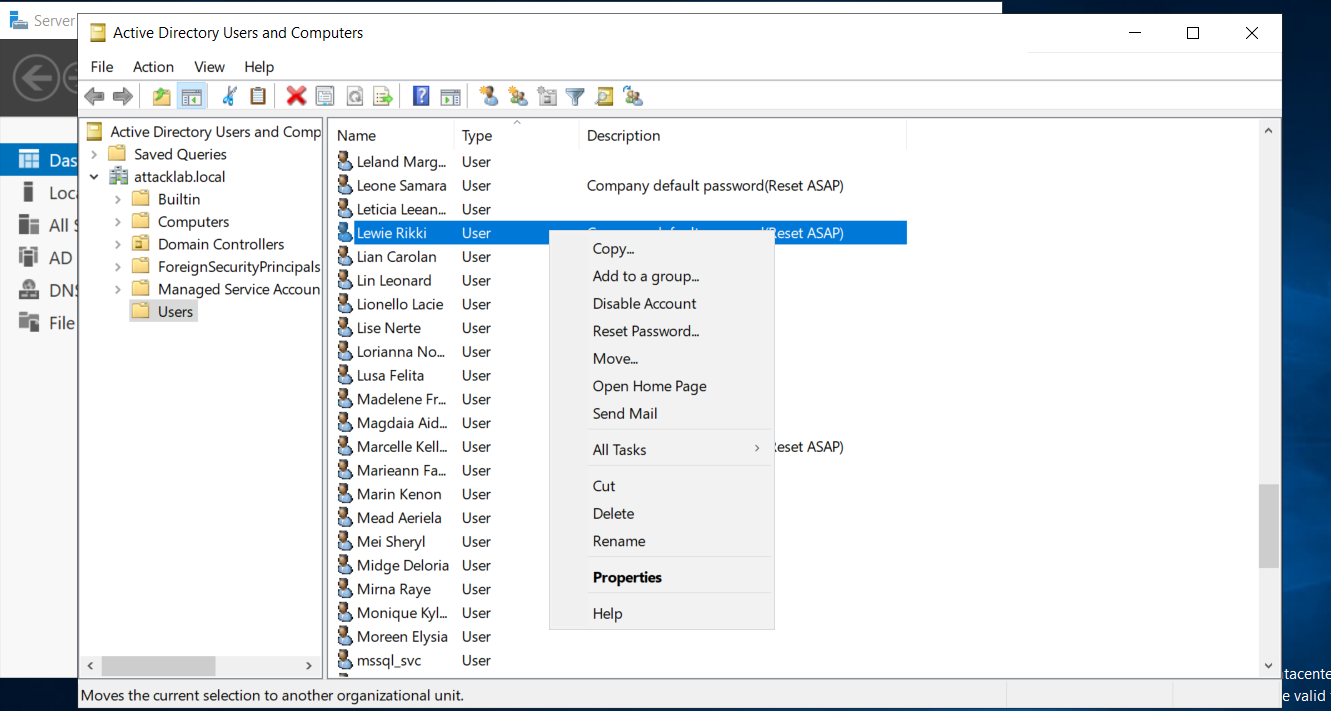 Server
Active Directory Users and Computers
File Action View Help
Active Directory Users and Comp
Saved Queries
attacklab.local
Builtin
Computers
Domain Controllers
ForeignSecurityPrincipals
Managed Service Accoun
Users
Das
Loca
All S
AD
DNS
File
Name Type Description
Leland Marg... User
Leone Samara User Company default password(Reset ASAP)
Leticia Leean... User
Lewie Rikki User Reset ASAP)
Lian Carolan User
Lin Leonard User
Lionello Lacie User
Lise Nerte User
Lorianna No... User
Lusa Felita User
Madelene Fr... User
Magdaia Aid... User
Marcelle Kell... User Reset ASAP)
Marieann Fa... User
Marin Kenon User
Mead Aeriela User
Mei Sheryl User
Midge Deloria User
Mirna Raye User
Monique Kyl... User
Moreen Elysia User
mssql_svc User
Copy...
Add to a group...
Disable Account
Reset Password...
Move...
Open Home Page
Send Mail
All Tasks
Cut
Delete
Rename
Properties
Help
Moves the current selection to another organizational unit.
tacente
e valid